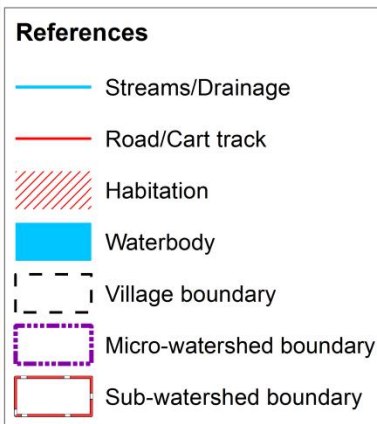 References
Streams/Drainage
Road/Cart track
Habitation
Waterbody
Village boundary
Micro-watershed boundary
Sub-watershed boundary